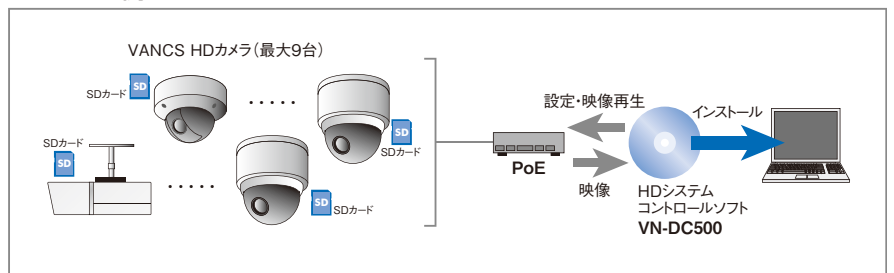 VANCS HDカメラ(最大9台)
SDカード
SD
SDカード
SD
SD
SDカード
SD
SDカード
PoE
設定・映像再生
映像
インストール
HDシステム
コントロールソフト
VN-DC500